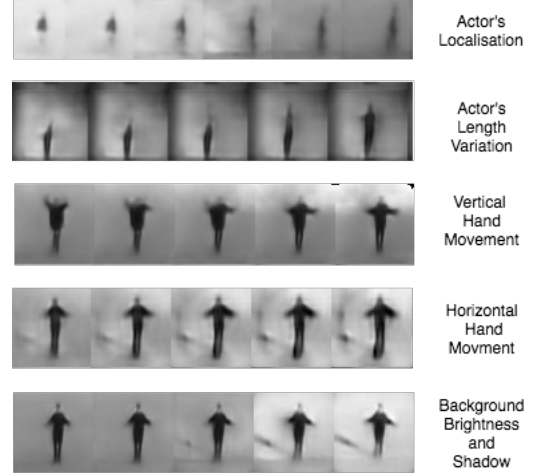 Actor's
Localisation
Actor's
Length
Variation
Vertical
Hand
Movement
Horizontal
Hand
Movment
Background
Brightness
and
Shadow